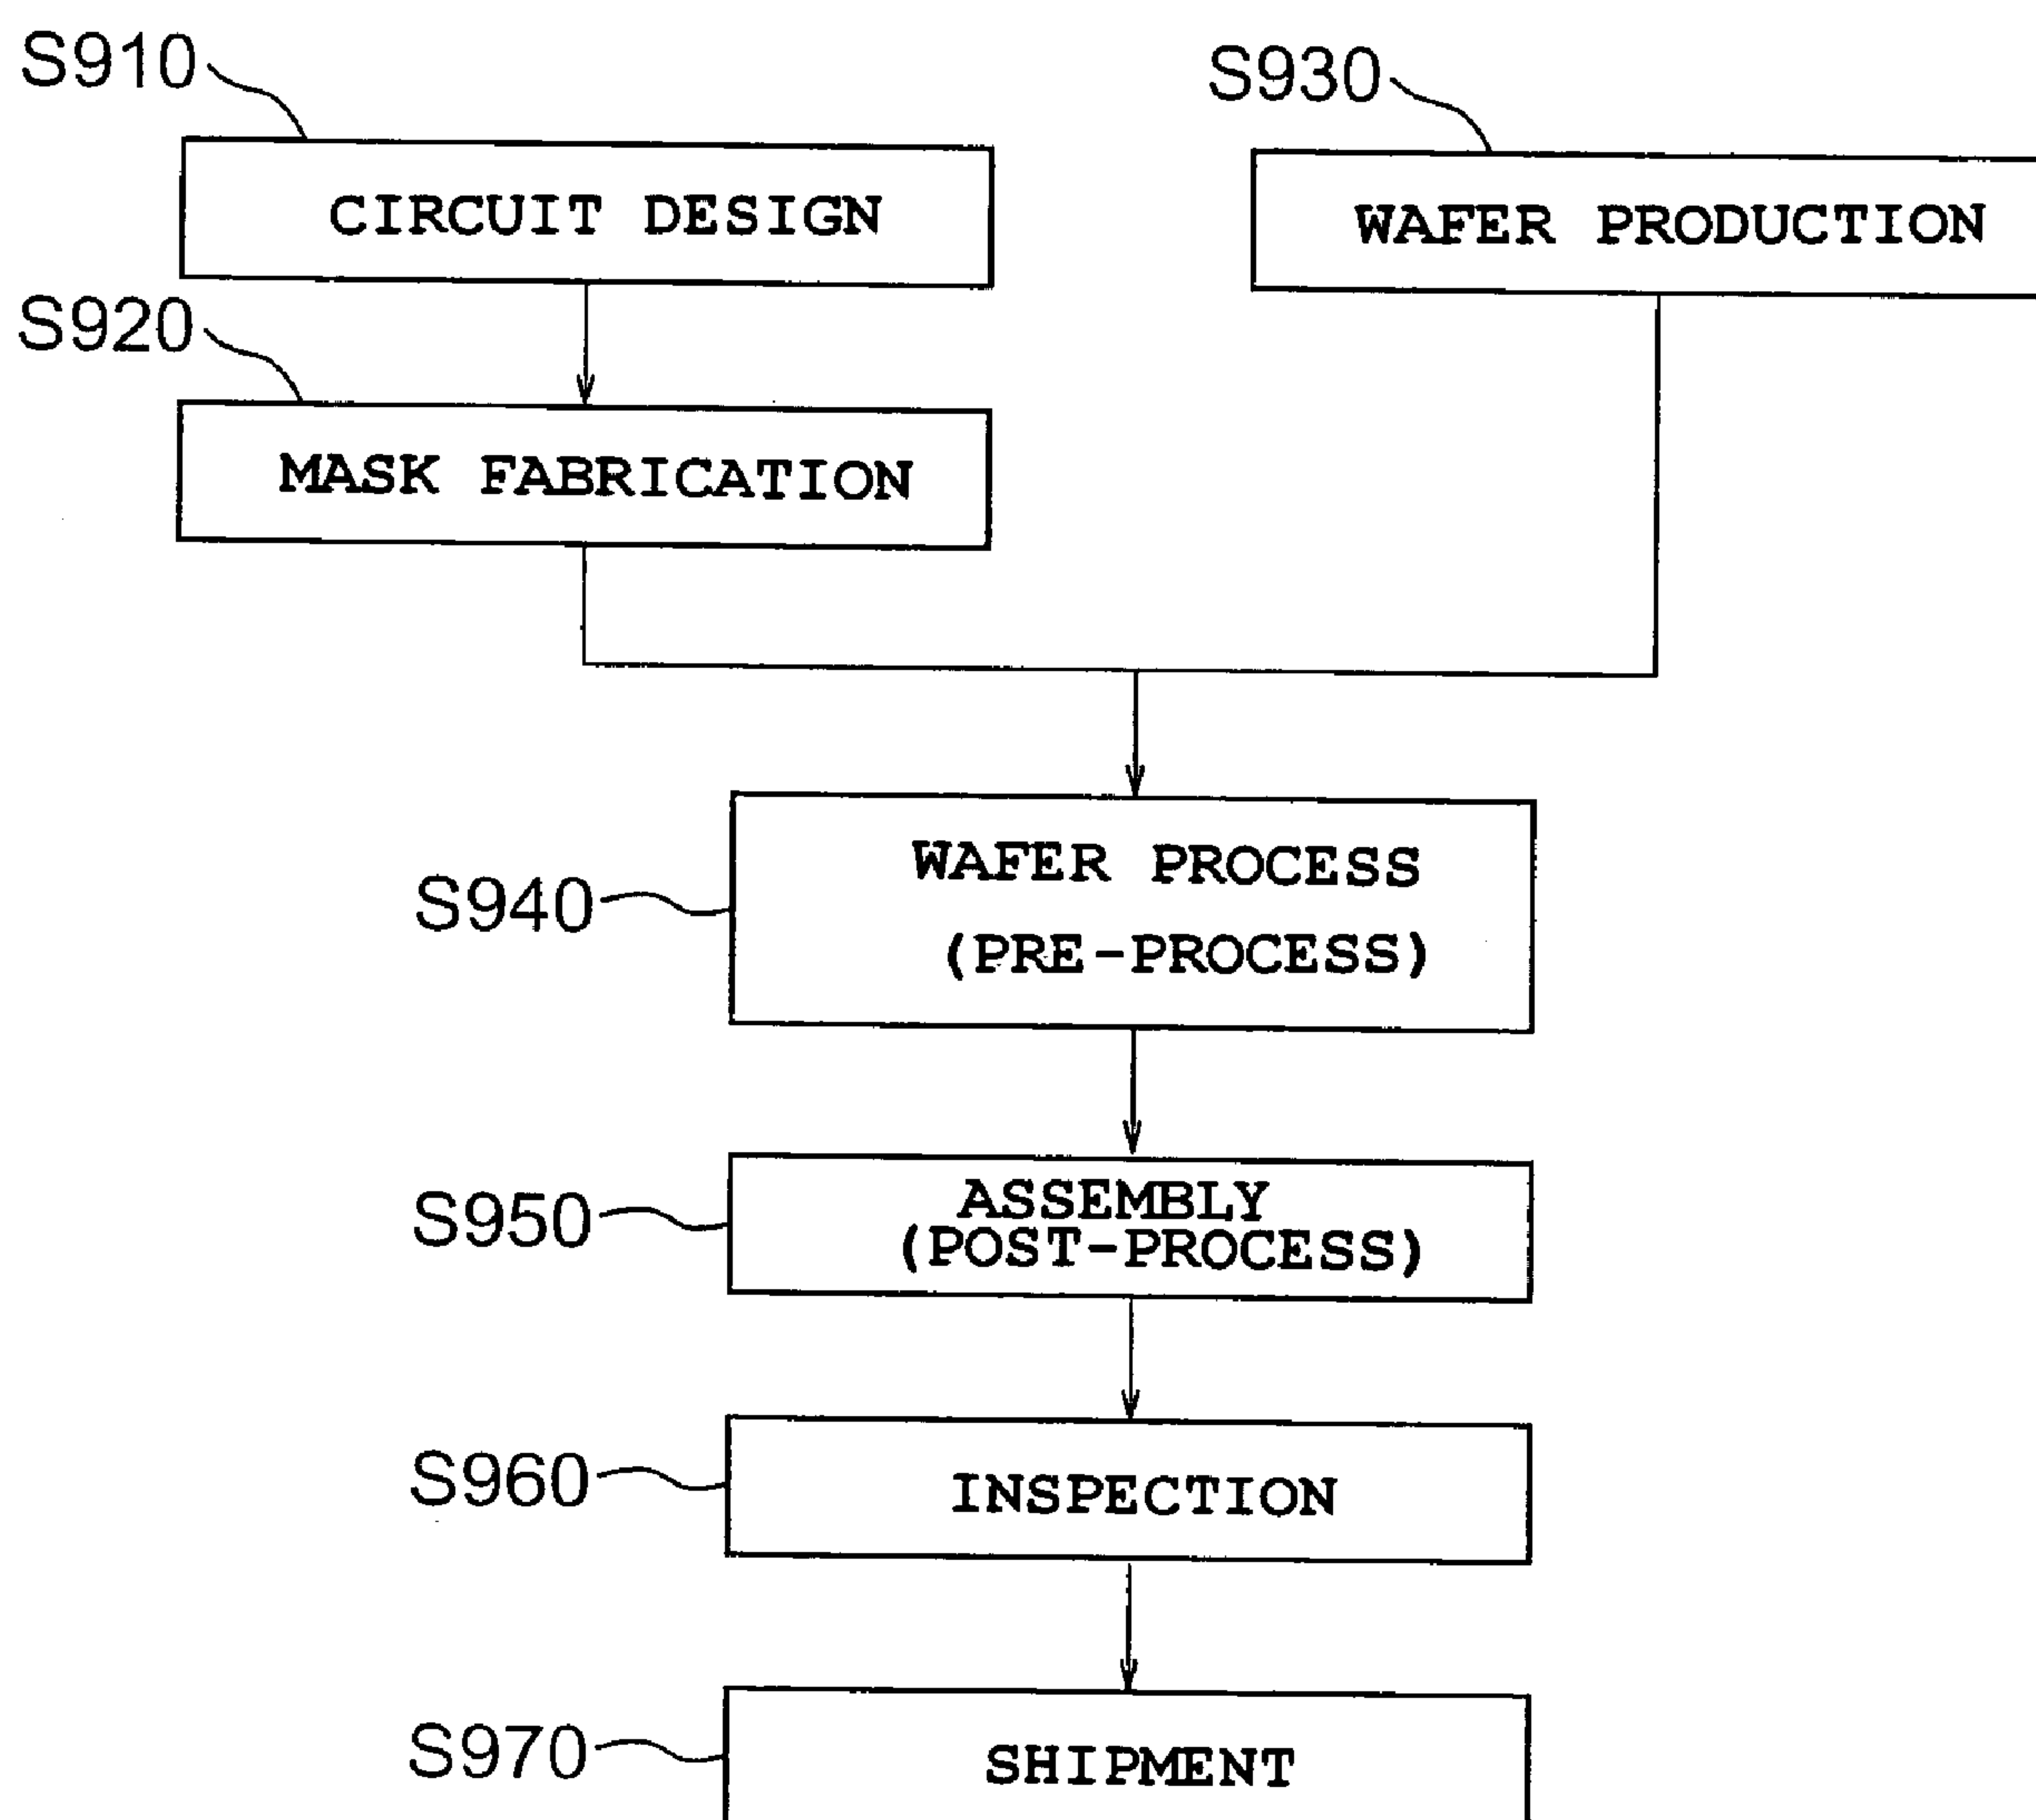 S910
CIRCUIT DESIGN
S930
WAFER PRODUCTION
S920
MASK FABRICATION
S940
WAFER PROCESS
(PRE-PROCESS)
S950
ASSEMBLY
(POST-PROCESS)
S960
INSPECTION
S970
SHIPMENT